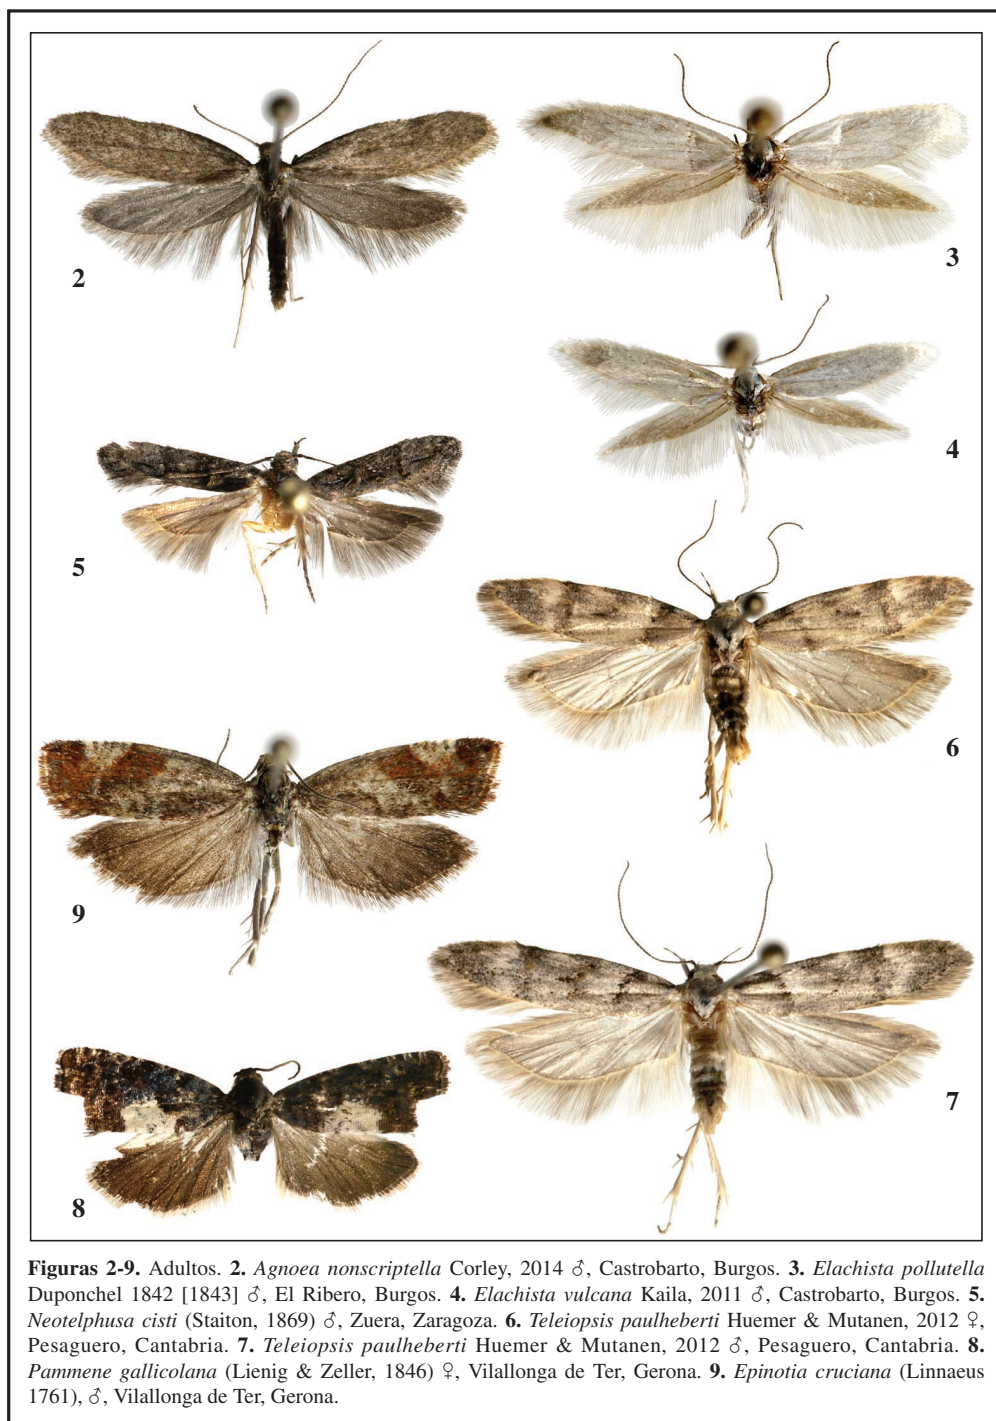 2
3
4
5
6
9
7
8
Figuras 2-9. Adultos. 2. Agnoea nonscriptella Corley, 2014 ♂, Castrobarto, Burgos. 3. Elachista pollutella
Duponchel 1842 [1843] ♂, El Ribero, Burgos. 4. Elachista vulcana Kaila, 2011 ♂, Castrobarto, Burgos. 5.
Neotelphusa cisti (Staiton, 1869) ♂, Zuera, Zaragoza. 6. Teleiopsis paulheberti Huemer & Mutanen, 2012 ♀,
Pesaguero, Cantabria. 7. Teleiopsis paulheberti Huemer & Mutanen, 2012 ♂, Pesaguero, Cantabria. 8.
Pammene gallicolana (Lienig & Zeller, 1846) ♀, Vilallonga de Ter, Gerona. 9. Epinotia cruciana (Linnaeus
1761), ♂, Vilallonga de Ter, Gerona.